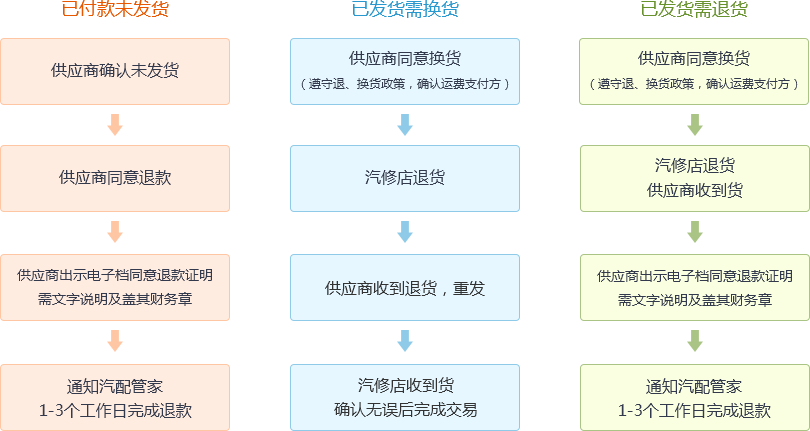 已付款未发货
供应商确认未发货
供应商同意退款
供应商出示电子档同意退款证明
需文字说明及盖其财务章
通知汽配管家
1-3个工作日完成退款
已发货需换货
供应商同意换货
（遵守退、换货政策，确认运费支付方）
汽修店退货
供应商收到退货，重发
汽修店收到货
确认无误后完成交易
已发货需退货
供应商同意换货
（遵守退、换货政策，确认运费支付方）
汽修店退货
供应商收到货
供应商出示电子档同意退款证明
需文字说明及盖其财务章
通知汽配管家
1-3个工作日完成退款